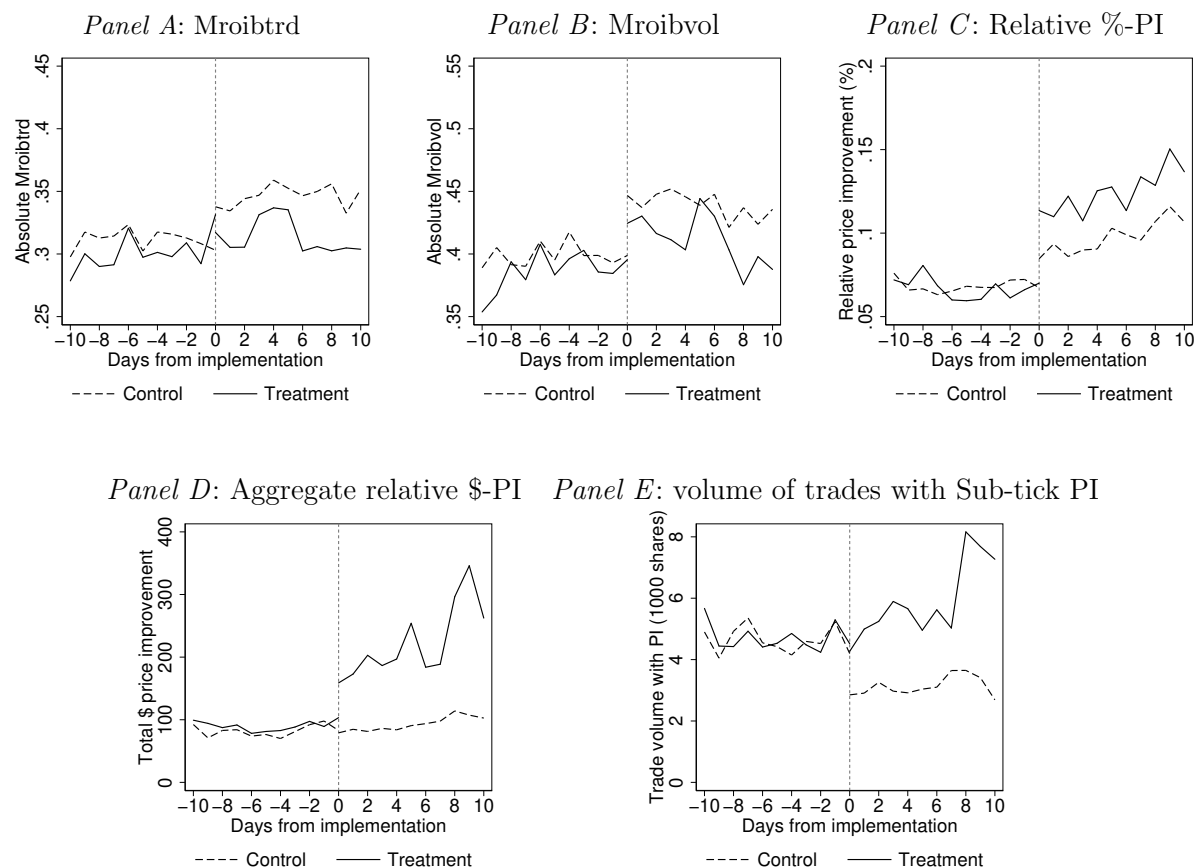 Panel A: Mroibtrd
Absolute Mroibtrd
.45
.4
.35
.3
.25
−10 −8 −6 −4 −2 0 2 4 6 8 10
Days from implementation
Control Treatment
Panel B: Mroibvol
Absolute Mroibvol
.55
.5
.45
.4
.35
−10 −8 −6 −4 −2 0 2 4 6 8 10
Days from implementation
Control Treatment
Panel C: Relative %-PI
Relative price improvement (%)
.2
.15
.1
.05
−10 −8 −6 −4 −2 0 2 4 6 8 10
Days from implementation
Control Treatment
Panel D: Aggregate relative $-PI
Total $ price improvement
400
300
200
100
0
−10 −8 −6 −4 −2 0 2 4 6 8 10
Days from implementation
Control Treatment
Panel E: volume of trades with Sub-tick PI
Trade volume with PI (1000 shares)
8
6
4
2
0
−10 −8 −6 −4 −2 0 2 4 6 8 10
Days from implementation
Control Treatment